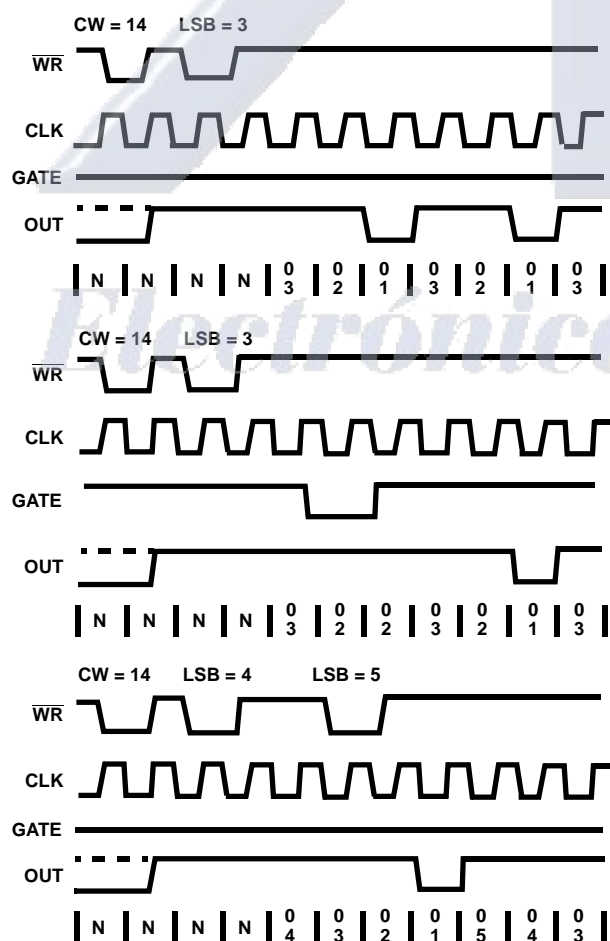 CW = 14 LSB = 3
WR
CLK
GATE
OUT
N N N N 0 0 0 0 0 0 0
3 2 1 3 2 1 3
Electrónica
CW = 14 LSB = 3
WR
CLK
GATE
OUT
N N N N 0 0 0 0 0 0 0
3 2 2 3 2 1 3
CW = 14 LSB = 4 LSB = 5
WR
CLK
GATE
OUT
N N N N 0 0 0 0 0 0 0
4 3 2 1 5 4 3